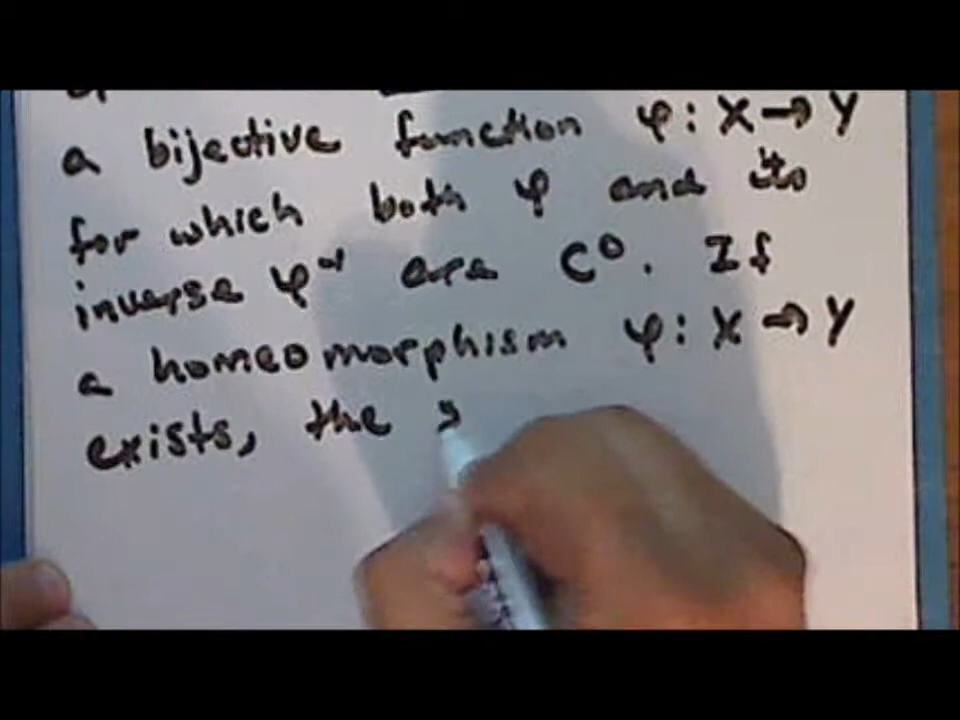 a bijective function φ: X → Y
for which both φ and its
inverse φ⁻¹ are C⁰. If
a homeomorphism φ: X → Y
exists, the s